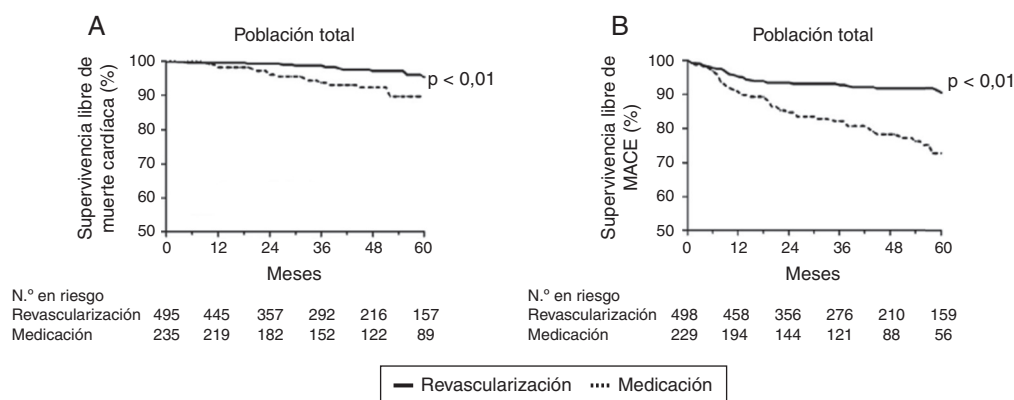 A
Población total
Supervivencia libre de
muerte cardíaca (%)
100
90
80
70
60
50
p < 0,01
0 12 24 36 48 60
Meses
N.º en riesgo
Revascularización 495 445 357 292 216 157
Medicación 235 219 182 152 122 89
B
Población total
Supervivencia libre de
MACE (%)
100
90
80
70
60
50
p < 0,01
0 12 24 36 48 60
Meses
N.º en riesgo
Revascularización 498 458 356 276 210 159
Medicación 229 194 144 121 88 56
Revascularización Medicación